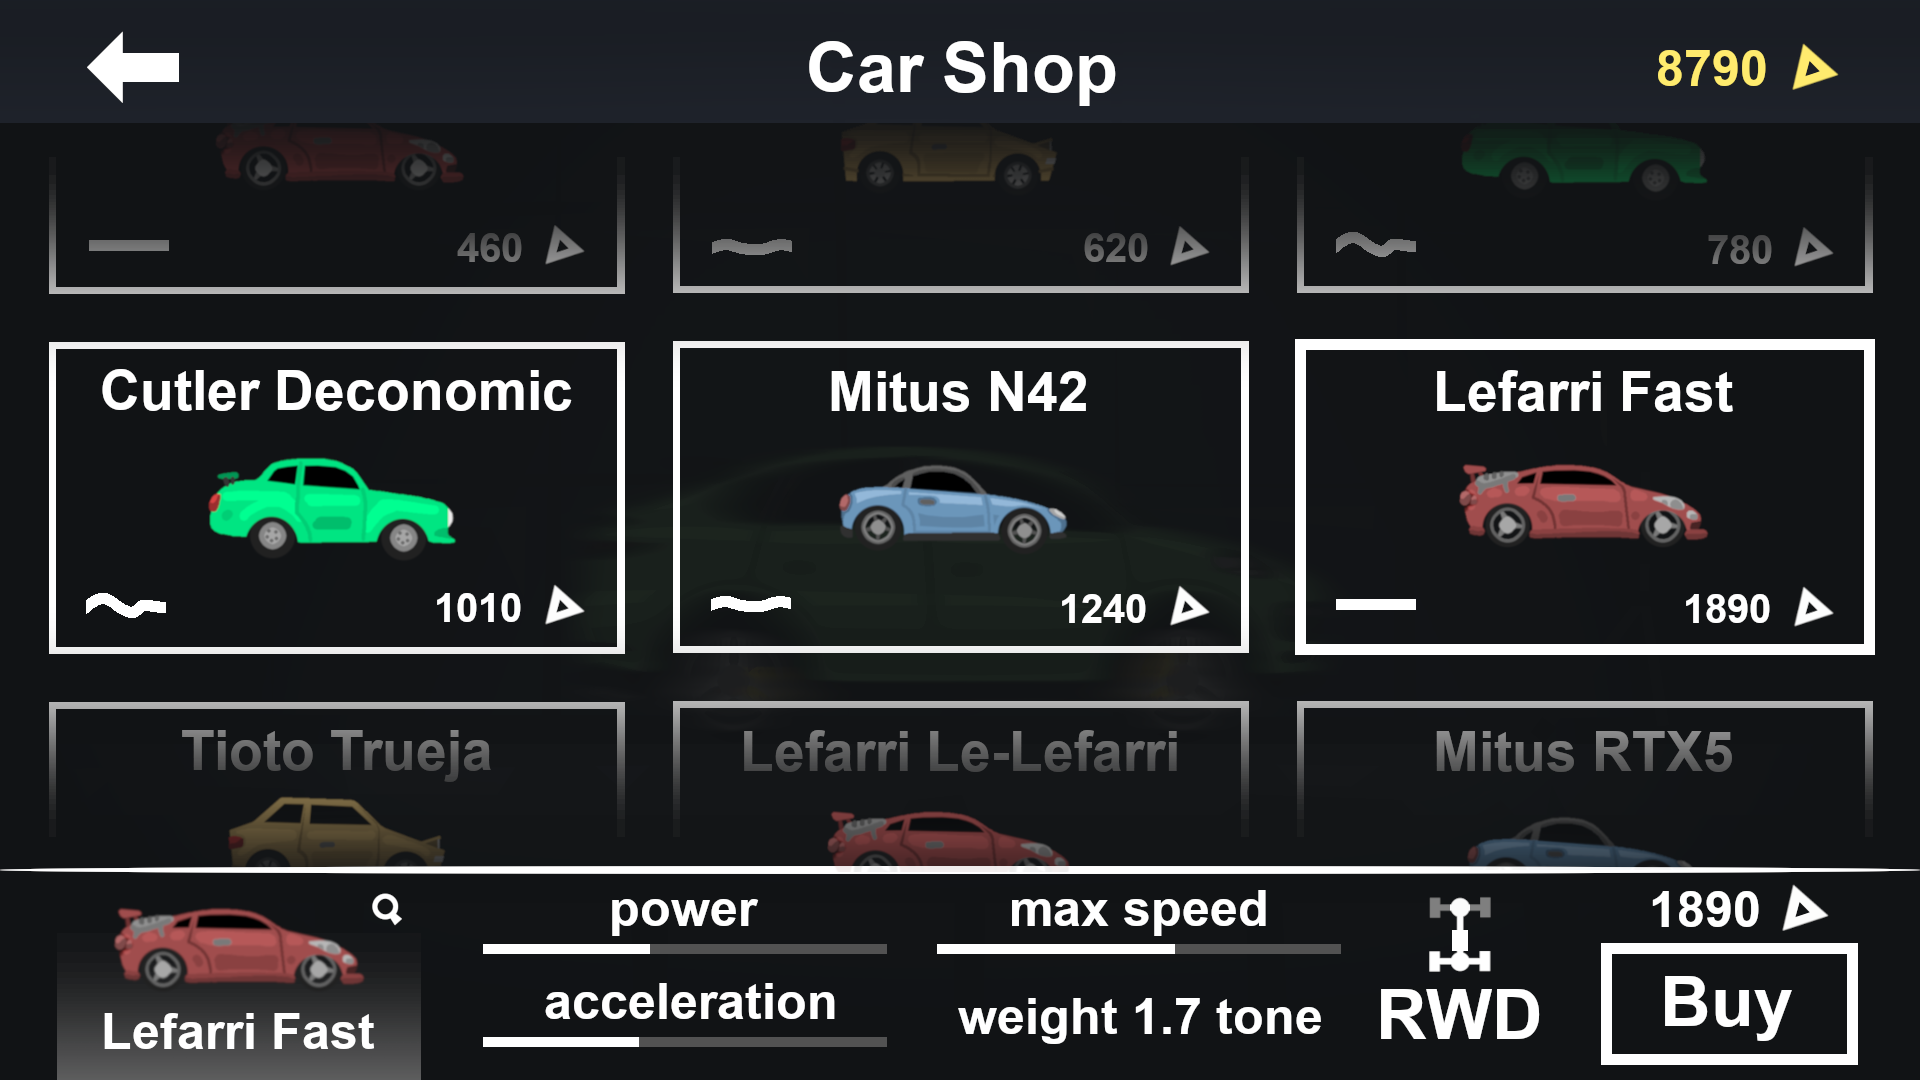 Car Shop
8790
460
620
780
Cutler Deconomic
Mitus N42
Lefarri Fast
1010
1240
1890
Tioto Trueja
Lefarri Le-Lefarri
Mitus RTX5
power
max speed
1890
acceleration
weight 1.7 tone
RWD
Buy
Lefarri Fast